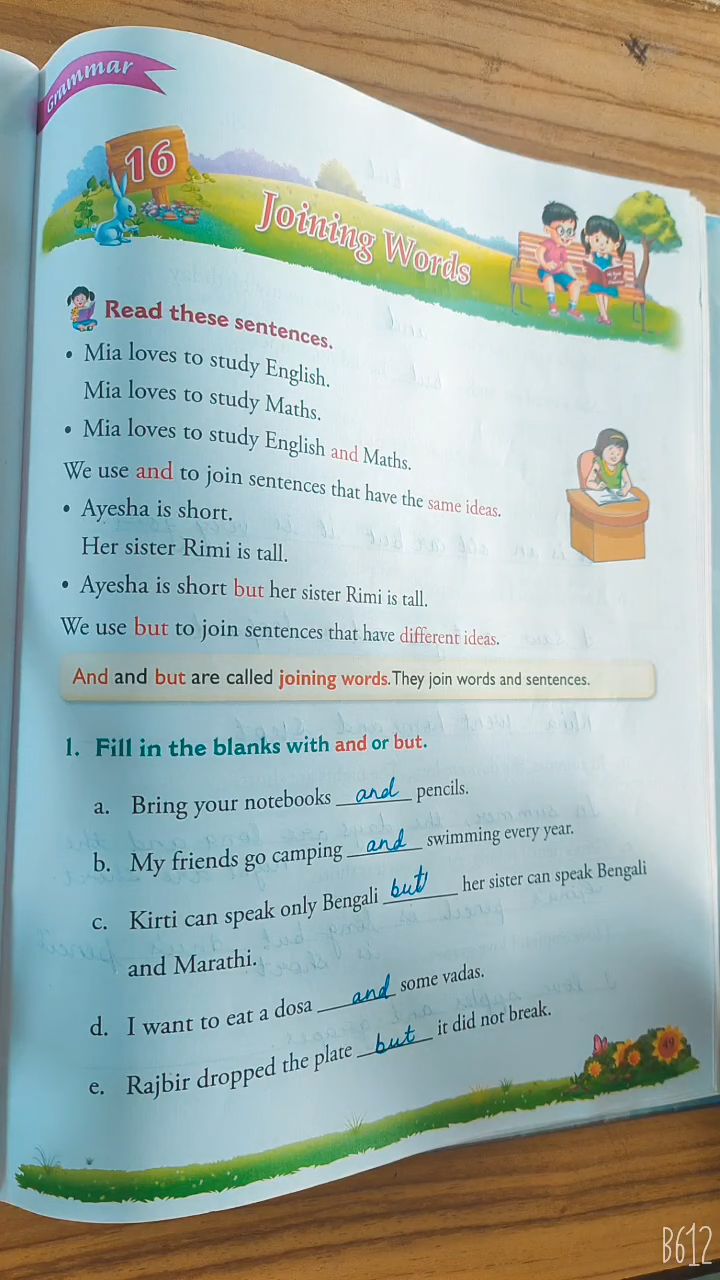 Grammar
16
Joining Words
Read these sentences.
• Mia loves to study English.
Mia loves to study Maths.
• Mia loves to study English and Maths.
We use and to join sentences that have the same ideas.
• Ayesha is short.
Her sister Rimi is tall.
• Ayesha is short but her sister Rimi is tall.
We use but to join sentences that have different ideas.
And and but are called joining words. They join words and sentences.
1. Fill in the blanks with and or but.
a. Bring your notebooks and pencils.
b. My friends go camping and swimming every year.
c. Kirti can speak only Bengali but her sister can speak Bengali
and Marathi.
d. I want to eat a dosa and some vadas.
e. Rajbir dropped the plate but it did not break.
49
B612